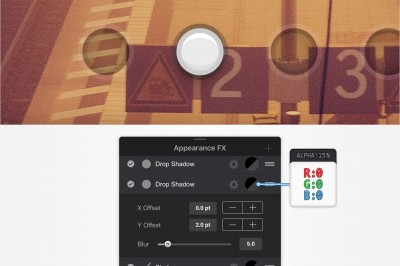 2
3
Appearance FX
Drop Shadow
Drop Shadow
ALPHA:15%
R:0
G:0
B:0
X Offset 0.0 pt
Y Offset 2.0 pt
Blur 5.0